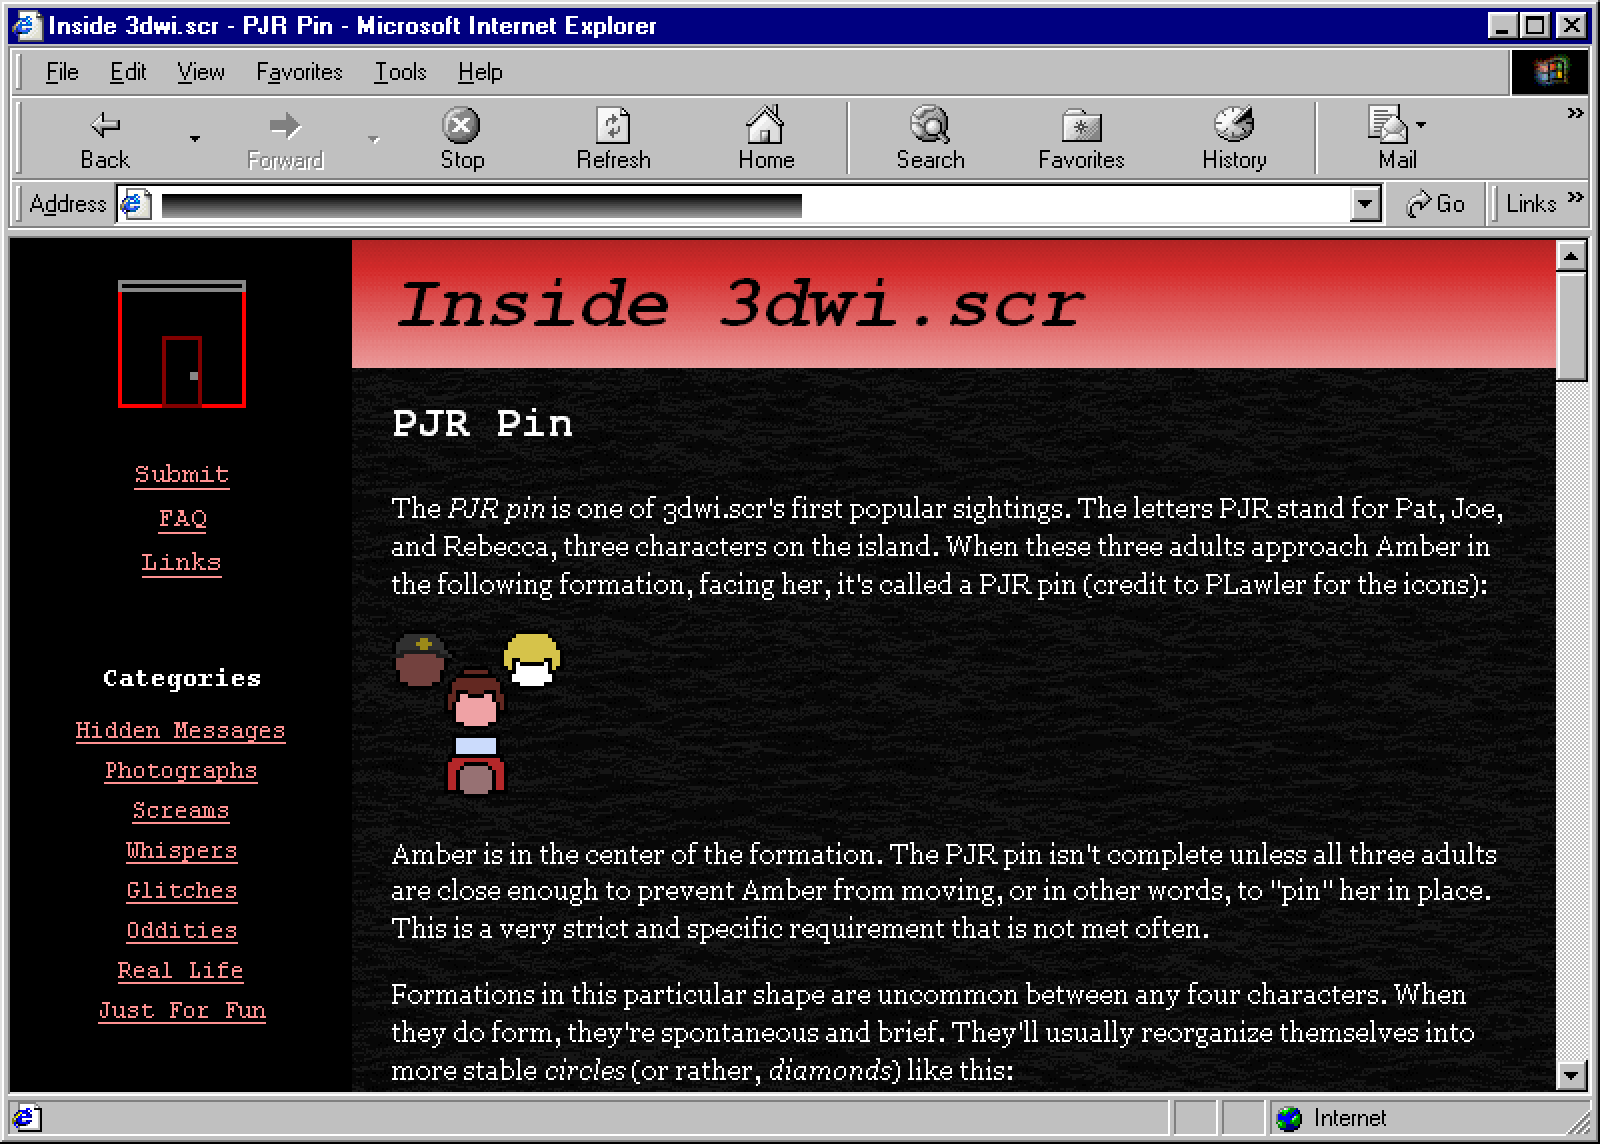 Inside 3dwi.scr - PJR Pin - Microsoft Internet Explorer
File Edit View Favorites Tools Help
Back Forward Stop Refresh Home Search Favorites History Mail
Address Go Links
Inside 3dwi.scr
Submit
FAQ
Links
Categories
Hidden Messages
Photographs
Screams
Whispers
Glitches
Oddities
Real Life
Just For Fun
PJR Pin
The PJR pin is one of 3dwi.scr's first popular sightings. The letters PJR stand for Pat, Joe,
and Rebecca, three characters on the island. When these three adults approach Amber in
the following formation, facing her, it's called a PJR pin (credit to PLawler for the icons):
Amber is in the center of the formation. The PJR pin isn't complete unless all three adults
are close enough to prevent Amber from moving, or in other words, to "pin" her in place.
This is a very strict and specific requirement that is not met often.
Formations in this particular shape are uncommon between any four characters. When
they do form, they're spontaneous and brief. They'll usually reorganize themselves into
more stable circles (or rather, diamonds) like this:
Internet